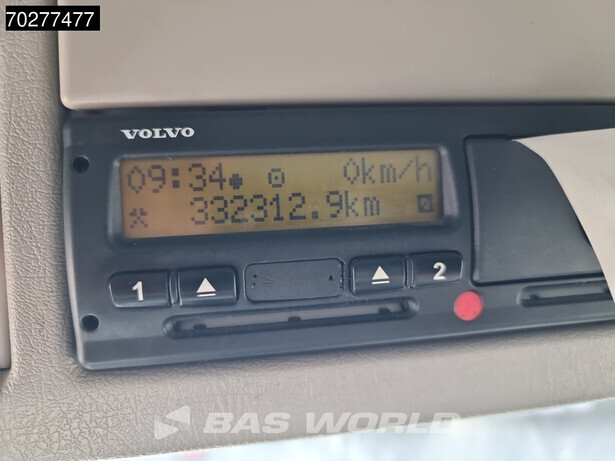 70277477
VOLVO
09:34 0km/h
332312.9km
1 2
BAS WORLD